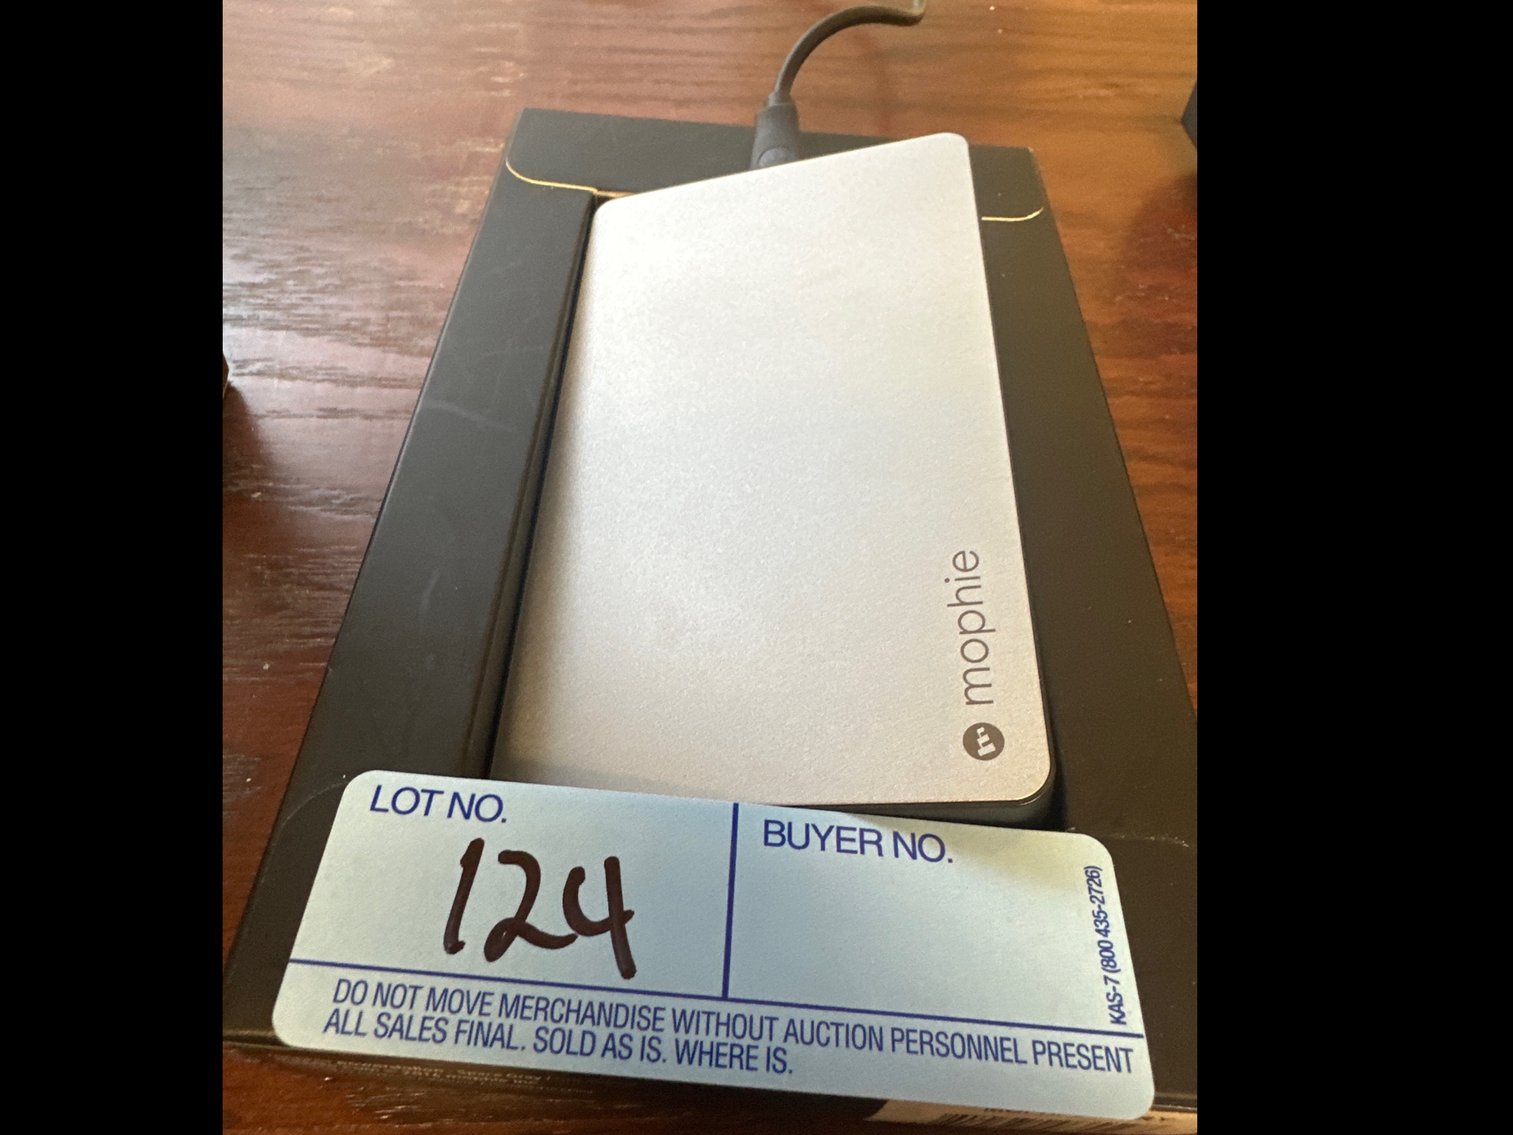 mophie
LOT NO.
124
BUYER NO.
KAS-7 (800 435-2726)
DO NOT MOVE MERCHANDISE WITHOUT AUCTION PERSONNEL PRESENT
ALL SALES FINAL. SOLD AS IS. WHERE IS.